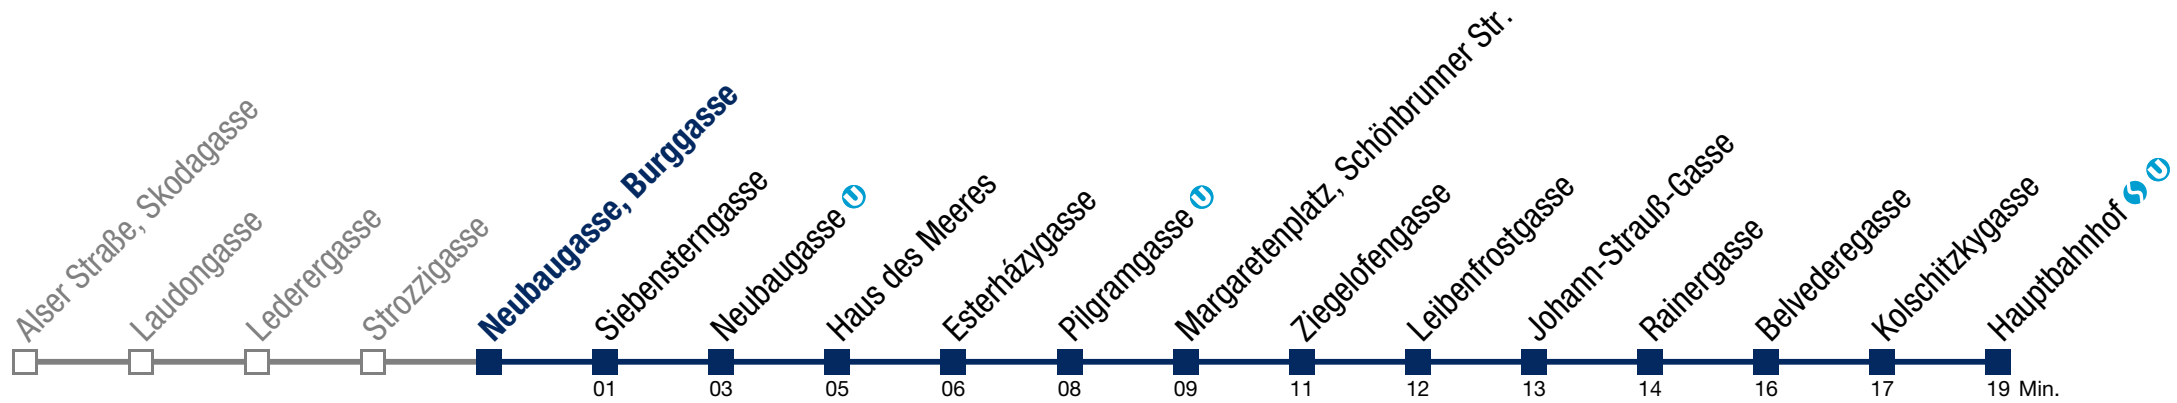 Alser Straße, Skodagasse
Laudongasse
Lederergasse
Strozzigasse
Neubaugasse, Burggasse
Siebensterngasse
Neubaugasse U
Haus des Meeres
Esterházygasse
Pilgramgasse U
Margaretenplatz, Schönbrunner Str.
Ziegelofengasse
Leibenfrostgasse
Johann-Strauß-Gasse
Rainergasse
Belvederegasse
Kolschitzkygasse
Hauptbahnhof S U
01 03 05 06 08 09 11 12 13 14 16 17 19 Min.